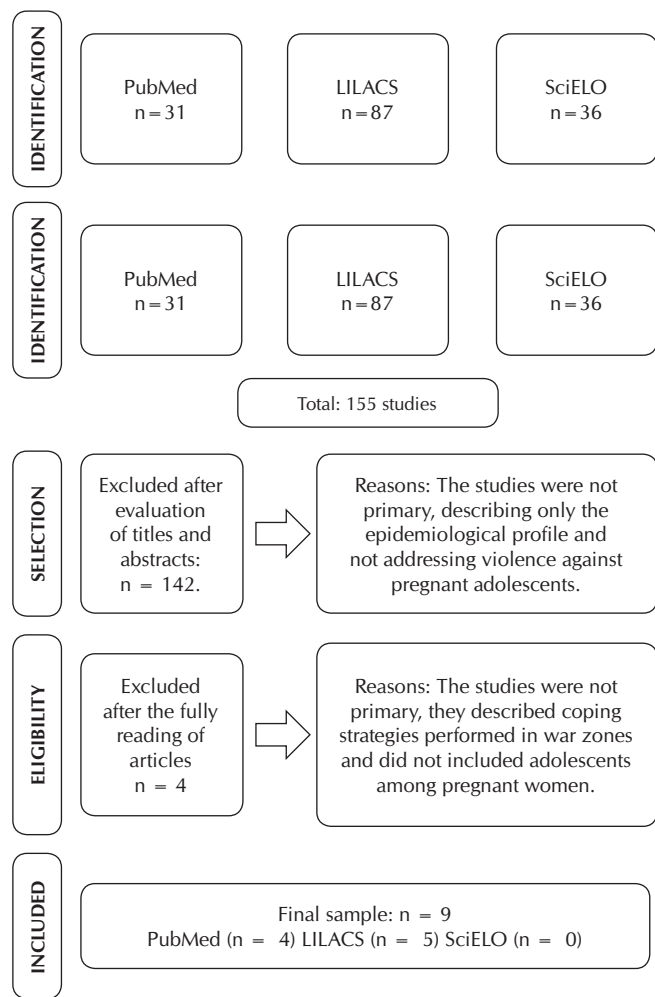 IDENTIFICATION
PubMed
n=31
LILACS
n=87
SciELO
n=36
IDENTIFICATION
PubMed
n=31
LILACS
n=87
SciELO
n=36
Total: 155 studies
SELECTION
Excluded after
evaluation
of titles and
abstracts:
n = 142.
Reasons: The studies were not
primary, describing only the
epidemiological profile and
not addressing violence against
pregnant adolescents.
ELIGIBILITY
Excluded
after the fully
reading of
articles
n = 4
Reasons: The studies were not
primary, they described coping
strategies performed in war zones
and did not included adolescents
among pregnant women.
INCLUDED
Final sample: n = 9
PubMed (n = 4) LILACS (n = 5) SciELO (n = 0)